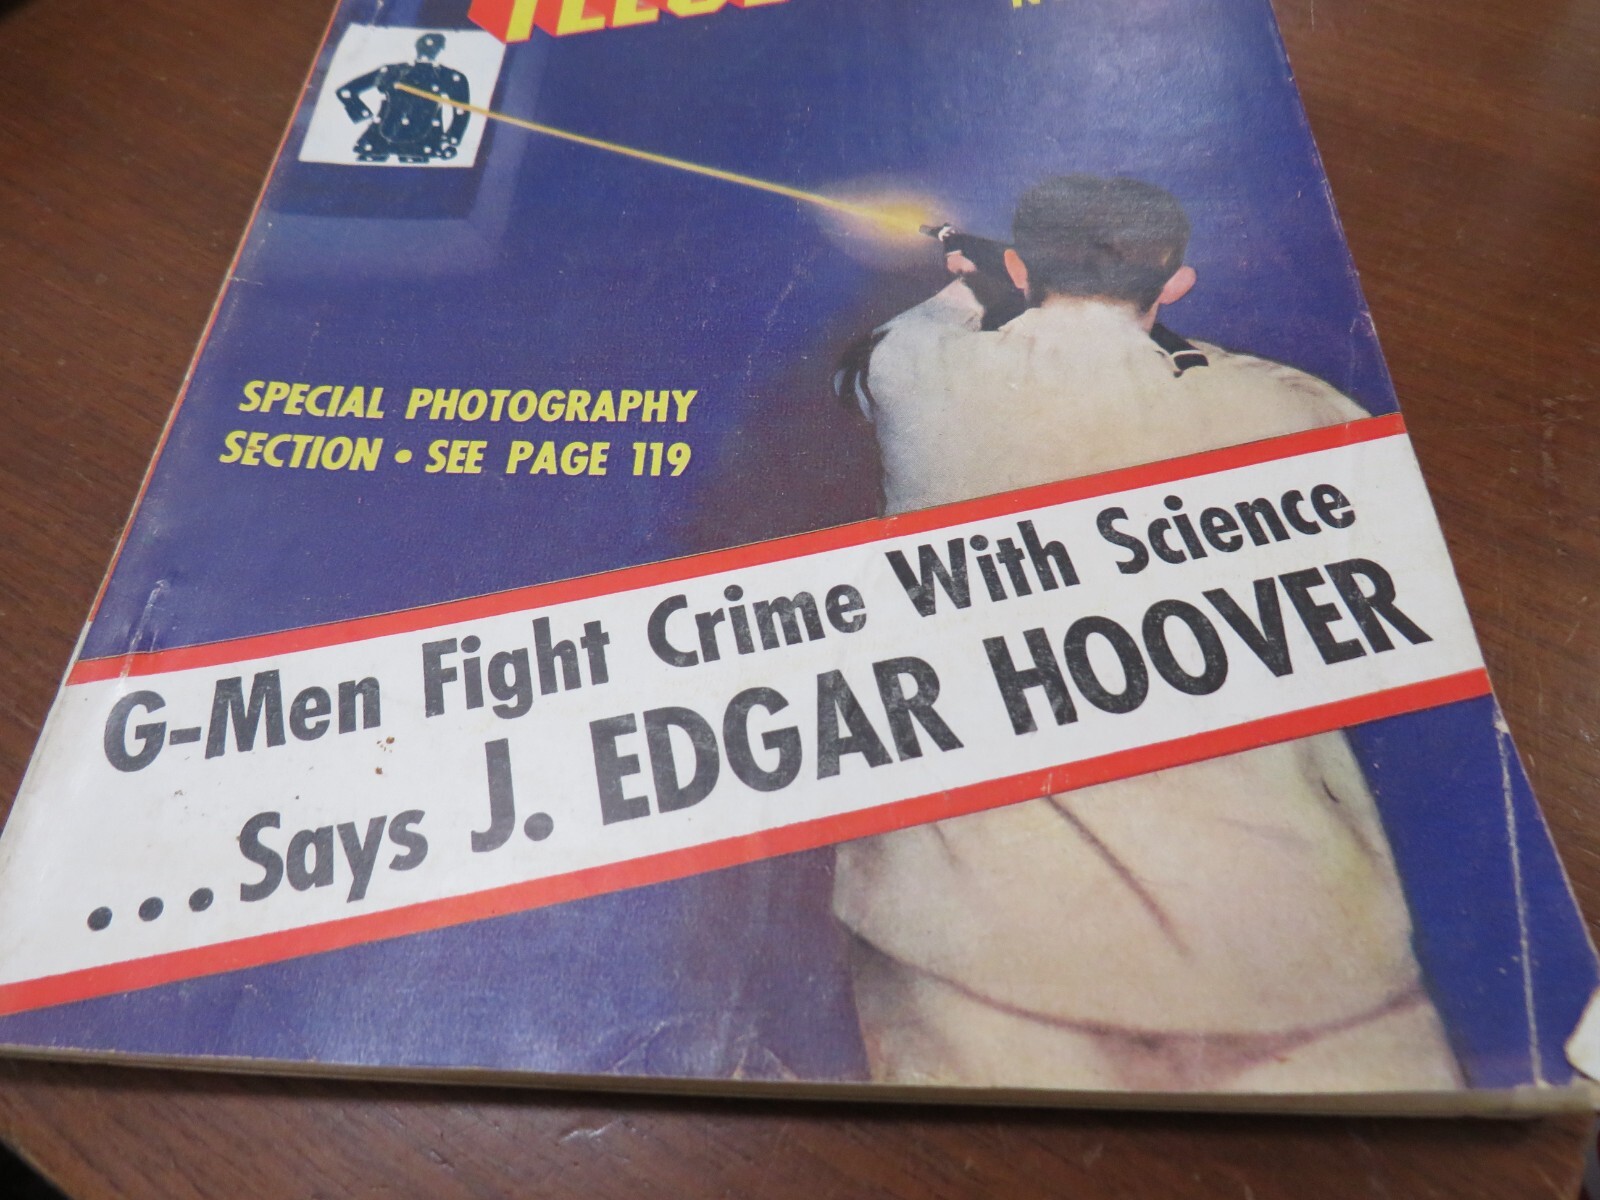 SPECIAL PHOTOGRAPHY
SECTION • SEE PAGE 119
G-Men Fight Crime With Science
...Says J. EDGAR HOOVER